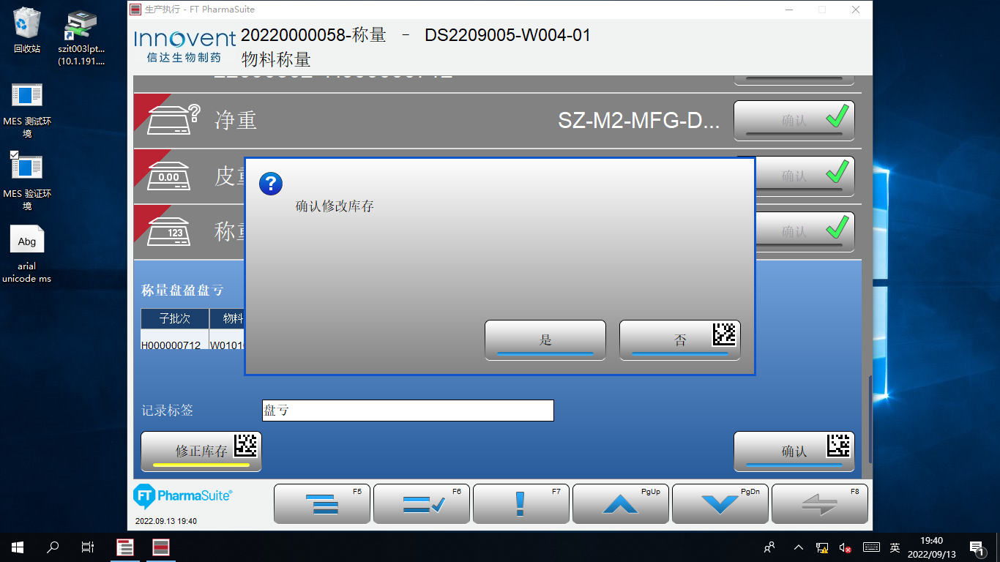 回收站
szit003lpt...
(10.1.191....
MES 测试环
境
MES 验证环
境
Abg
arial
unicode ms
生产执行 - FT PharmaSuite
Innovent
信达生物制药
20220000058-称量 - DS2209005-W004-01
物料称量
净重
SZ-M2-MFG-D...
确认
0.00
皮重
确认
123
称重
确认
确认修改库存
是
否
称量盘盈盘亏
子批次
物料
H000000712
W0101
记录标签
盘亏
修正库存
确认
FT PharmaSuite®
2022.09.13 19:40
F5
F6
F7
PgUp
PgDn
F8
英
19:40
2022/09/13
1